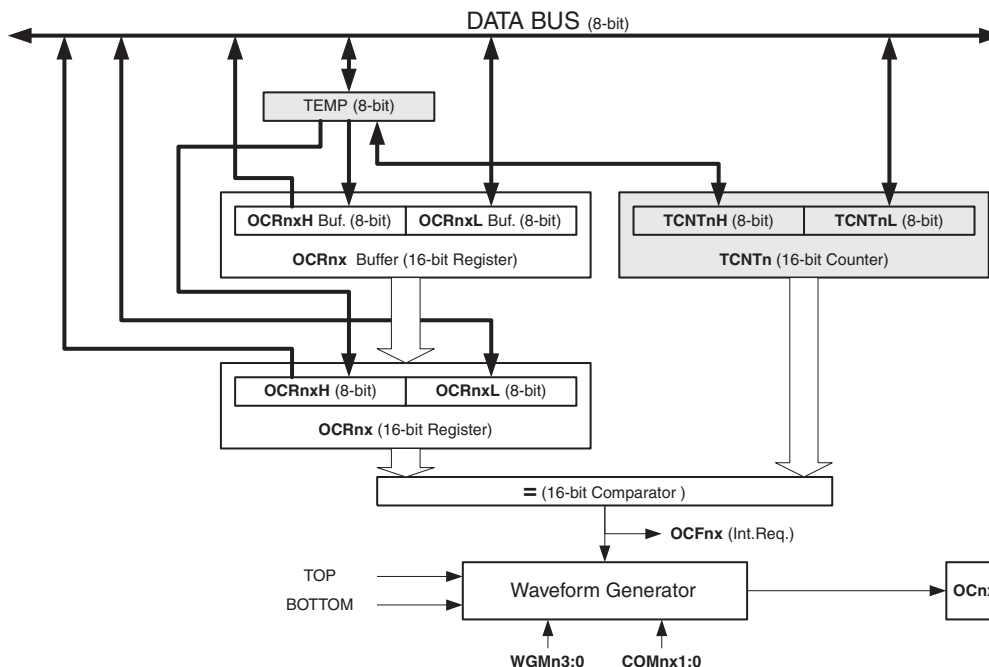 DATA BUS (8-bit)
TEMP (8-bit)
OCRnxH Buf. (8-bit) OCRnxL Buf. (8-bit)
OCRnx Buffer (16-bit Register)
TCNTnH (8-bit) TCNTnL (8-bit)
TCNTn (16-bit Counter)
OCRnxH (8-bit) OCRnxL (8-bit)
OCRnx (16-bit Register)
= (16-bit Comparator )
OCFnx (Int.Req.)
TOP
BOTTOM
Waveform Generator
OCnx
WGMn3:0 COMnx1:0